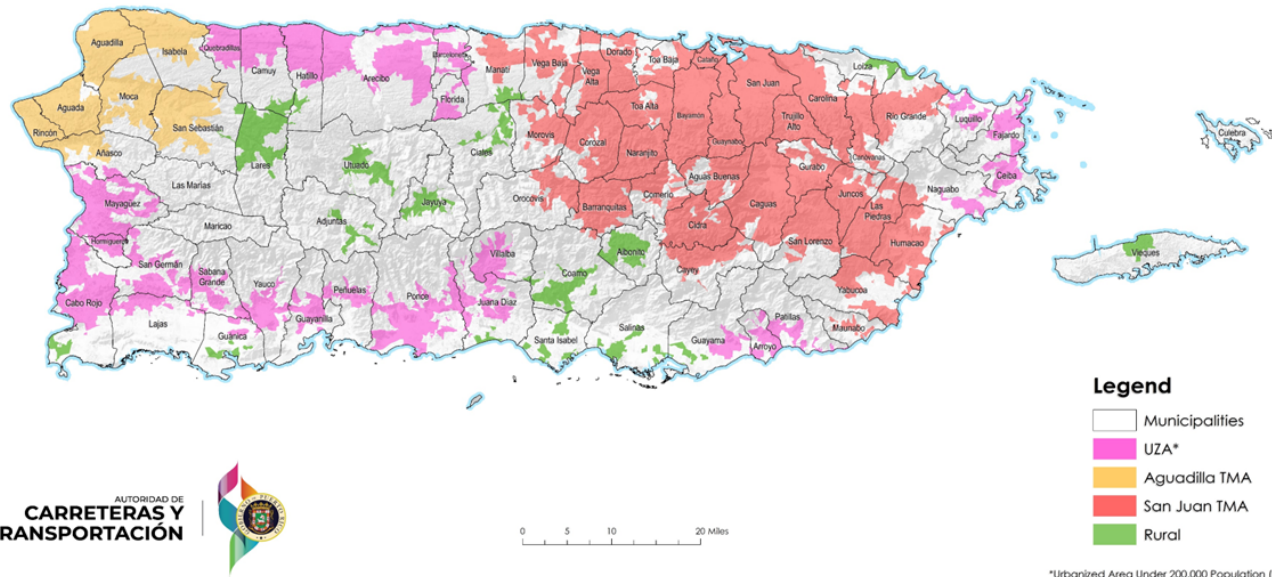 Aguadilla
Isabela
Quebradillas
Camuy
Hatillo
Arecibo
Barceloneta
Manatí
Vega Baja
Vega
Alta
Dorado
Toa Baja
Cataño
San Juan
Loíza
Carolina
Río Grande
Luquillo
Fajardo
Culebra
Aguada
Moca
Rincón
San Sebastián
Añasco
Lares
Utuado
Florida
Ciales
Morovis
Corozal
Toa Alta
Naranjito
Bayamón
Guaynabo
Trujillo
Alto
Canóvanas
Gurabo
Ceiba
Naguabo
Las Marías
Mayagüez
Maricao
Adjuntas
Jayuya
Orocovis
Barranquitas
Comerío
Aguas Buenas
Cidra
Caguas
Juncos
Las
Piedras
San Lorenzo
Humacao
Vieques
Hormigueros
San Germán
Sabana
Grande
Yauco
Peñuelas
Ponce
Villalba
Juana Díaz
Coamo
Aibonito
Cayey
Yabucoa
Cabo Rojo
Lajas
Guánica
Guayanilla
Santa Isabel
Salinas
Guayama
Arroyo
Patillas
Maunabo
Legend
Municipalities
UZA*
Aguadilla TMA
San Juan TMA
Rural
*Urbanized Area Under 200,000 Population (
AUTORIDAD DE
CARRETERAS Y
RANSPORTACIÓN
0 5 10 20 Miles